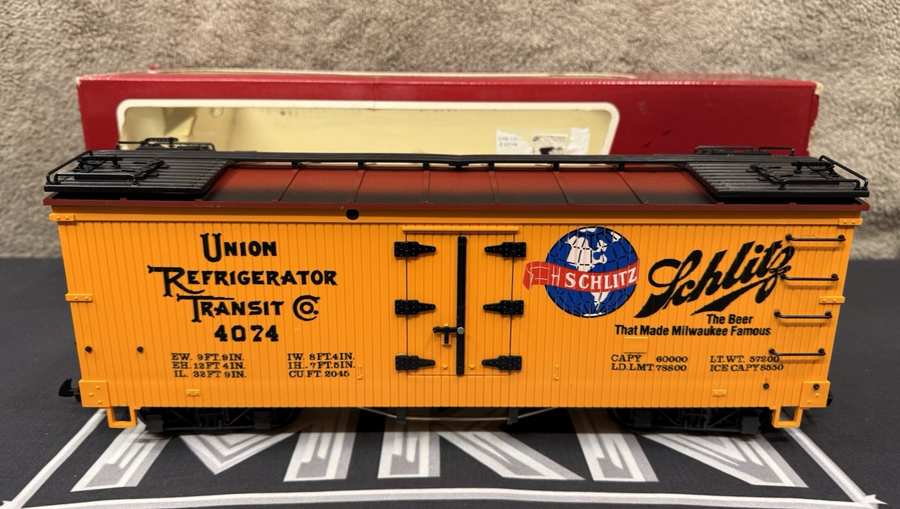 UNION
REFRIGERATOR
TRANSIT CO.
4074
EW. 9FT.9IN.
EH. 12FT 4IN.
IL. 32FT 9IN.
IW. 8FT.4IN.
IH.-7FT.5IN.
CU.FT. 2045
H SCHLITZ
Schlitz
The Beer
That Made Milwaukee Famous
CAPY 60000
LD.LMT 78800
LT.WT. 57200
ICE CAPY 8550